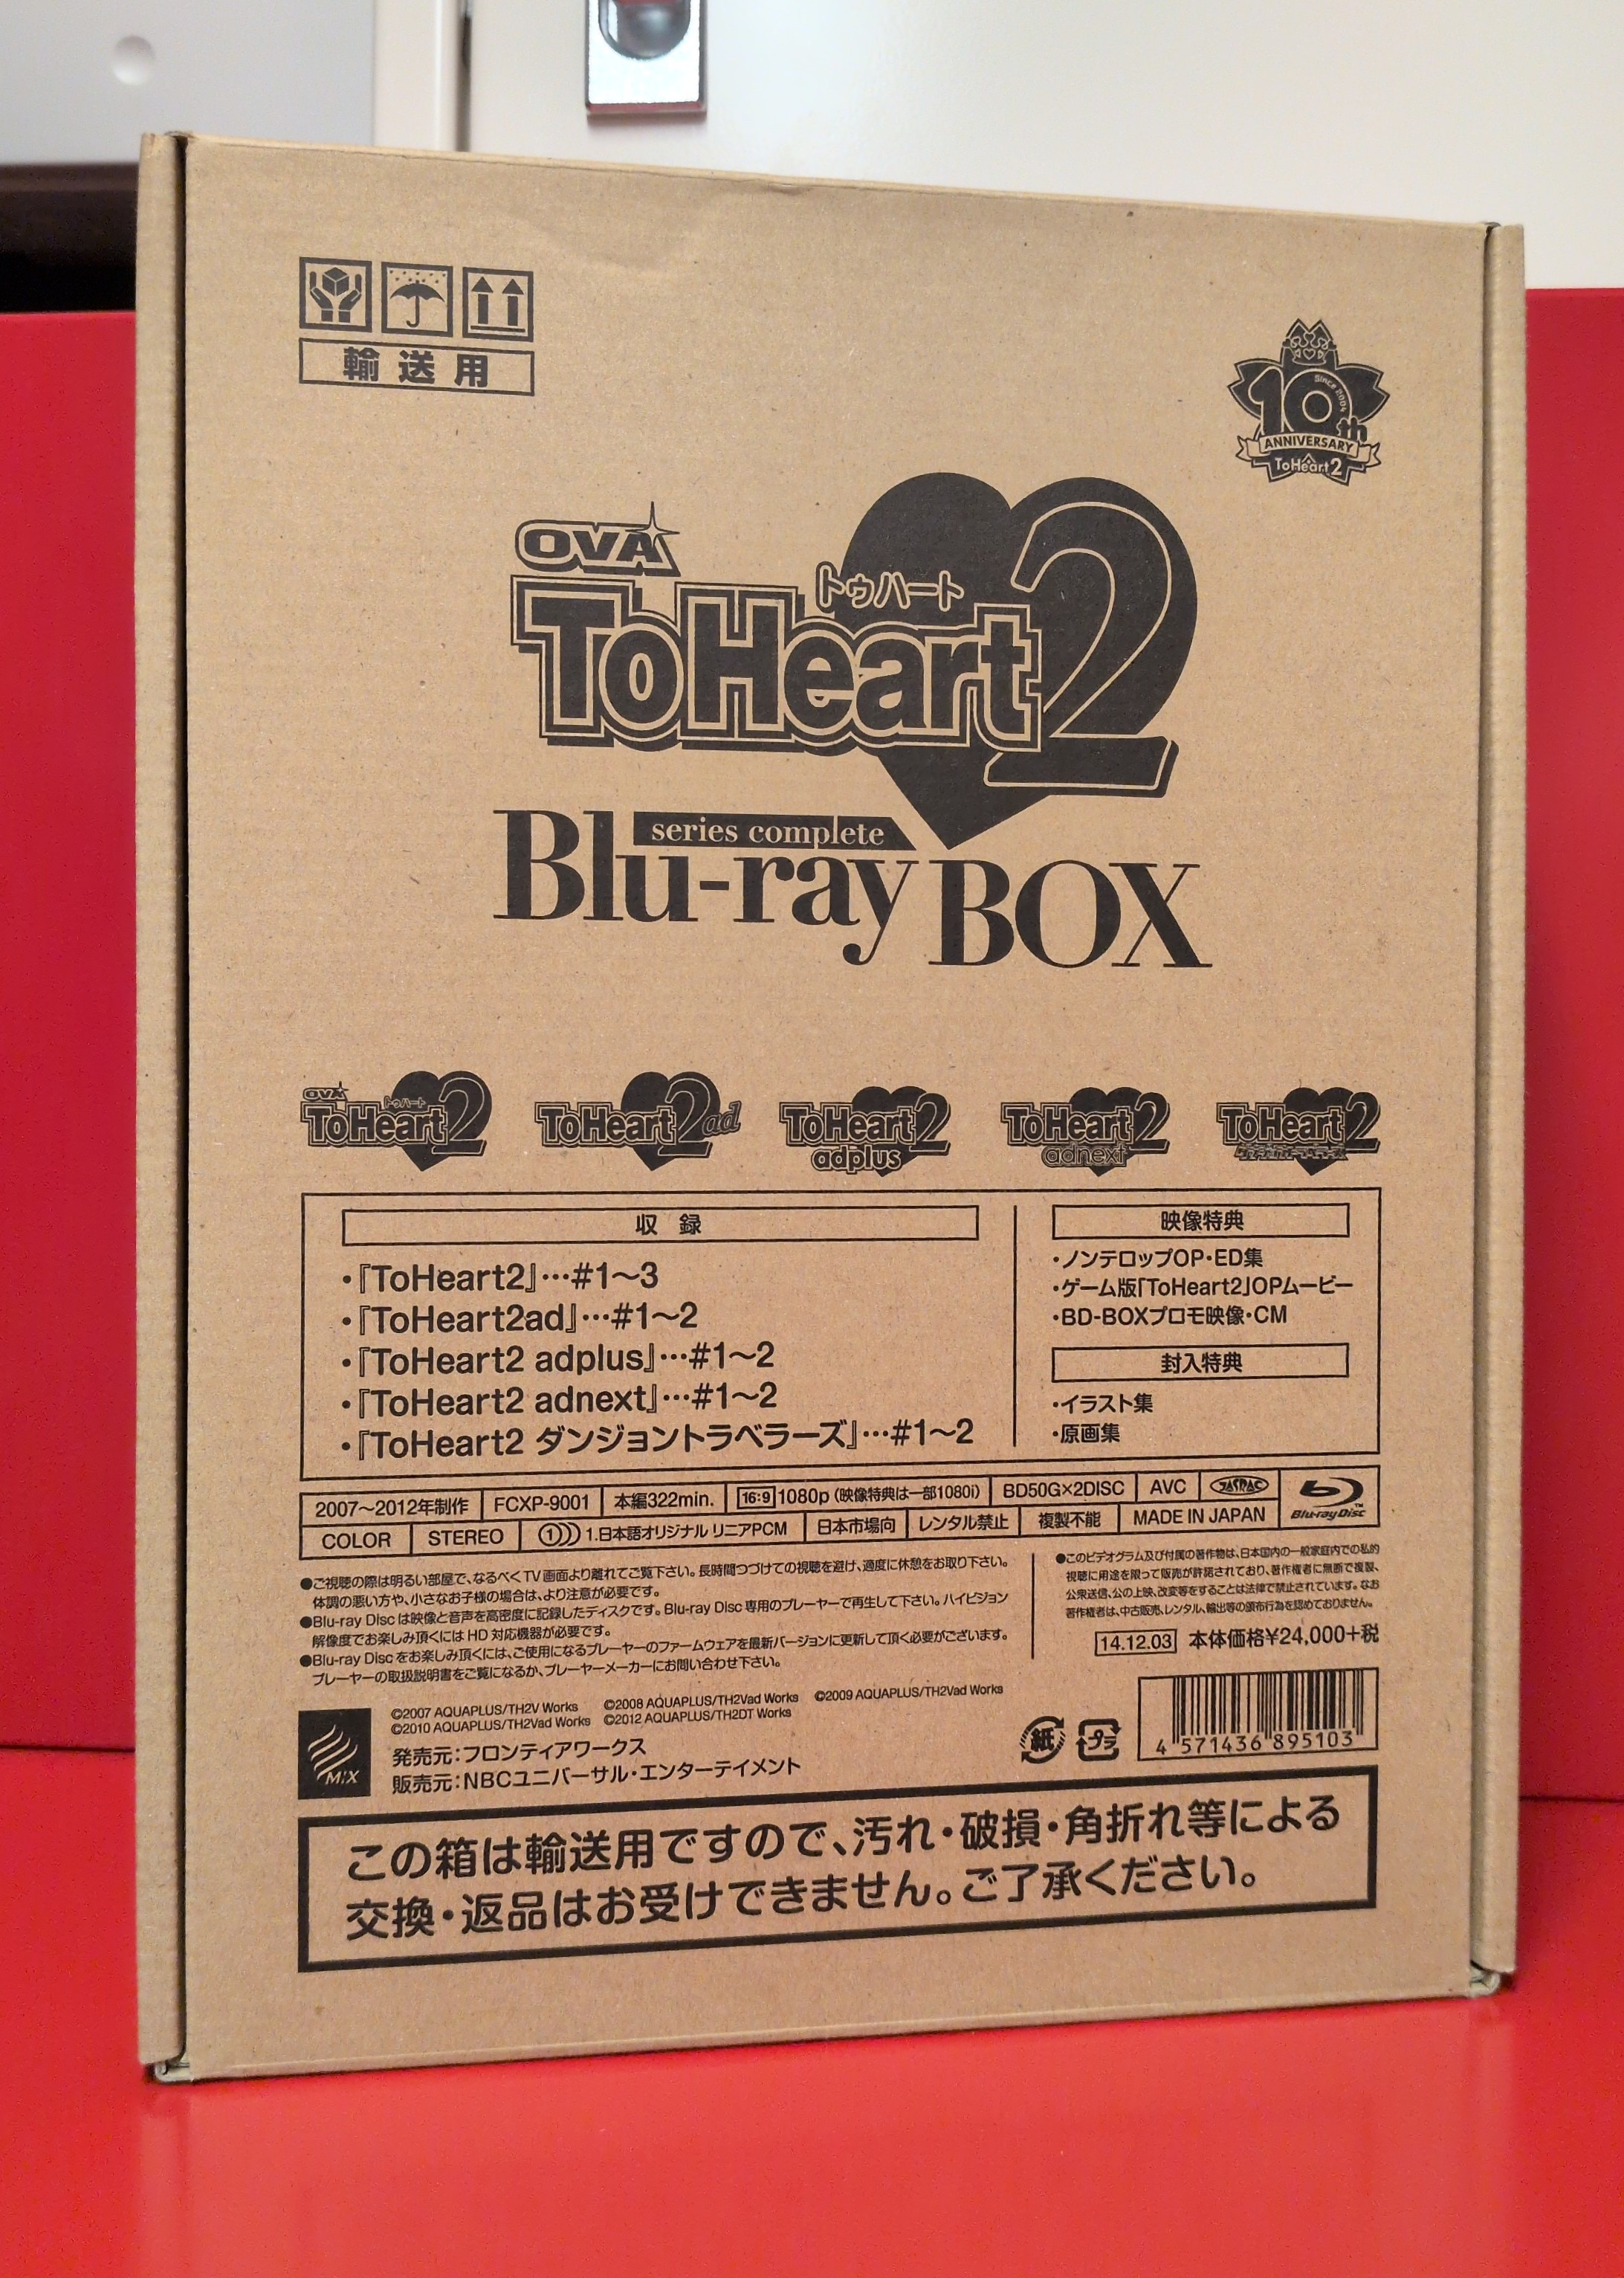 輸送用
10th
Since 2004
ANNIVERSARY
ToHeart2
OVA
トゥハート
ToHeart2
series complete
Blu-ray BOX
OVA
トゥハート
ToHeart2
ToHeart2 ad
ToHeart2
adplus
ToHeart2
adnext
ToHeart2
ダンジョントラベラーズ
収録
・『ToHeart2』…#1〜3
・『ToHeart2ad』…#1〜2
・『ToHeart2 adplus』…#1〜2
・『ToHeart2 adnext』…#1〜2
・『ToHeart2 ダンジョントラベラーズ』…#1〜2
映像特典
・ノンテロップOP・ED集
・ゲーム版「ToHeart2」OPムービー
・BD-BOXプロモ映像・CM
封入特典
・イラスト集
・原画集
2007〜2012年制作 FCXP-9001 本編322min. 16:9 1080p (映像特典は一部1080i) BD50G×2DISC AVC JASRAC
COLOR STEREO 1))) 1.日本語オリジナル リニアPCM 日本市場向 レンタル禁止 複製不能 MADE IN JAPAN
Blu-ray Disc™
●ご視聴の際は明るい部屋で、なるべくTV画面より離れてご覧下さい。長時間つづけての視聴を避け、適度に休憩をお取り下さい。
体調の悪い方や、小さなお子様の場合は、より注意が必要です。
●Blu-ray Discは映像と音声を高密度に記録したディスクです。Blu-ray Disc専用のプレーヤーで再生して下さい。ハイビジョン
解像度でお楽しみ頂くにはHD対応機器が必要です。
●Blu-ray Discをお楽しみ頂くには、ご使用になるプレーヤーのファームウェアを最新バージョンに更新して頂く必要がございます。
プレーヤーの取扱説明書をご覧になるか、プレーヤーメーカーにお問い合わせ下さい。
●このビデオグラム及び付属の著作物は、日本国内の一般家庭内での私的
視聴に用途を限って販売が許諾されており、著作権者に無断で複製、
公衆送信、公の上映、改変等をすることは法律で禁止されています。なお
著作権者は、中古販売、レンタル、輸出等の頒布行為を認めておりません。
14.12.03 本体価格¥24,000+税
©2007 AQUAPLUS/TH2V Works ©2008 AQUAPLUS/TH2Vad Works ©2009 AQUAPLUS/TH2Vad Works
©2010 AQUAPLUS/TH2Vad Works ©2012 AQUAPLUS/TH2DT Works
M:X
発売元：フロンティアワークス
販売元：NBCユニバーサル・エンターテイメント
紙 プラ
4 571436 895103
この箱は輸送用ですので、汚れ・破損・角折れ等による
交換・返品はお受けできません。ご了承ください。